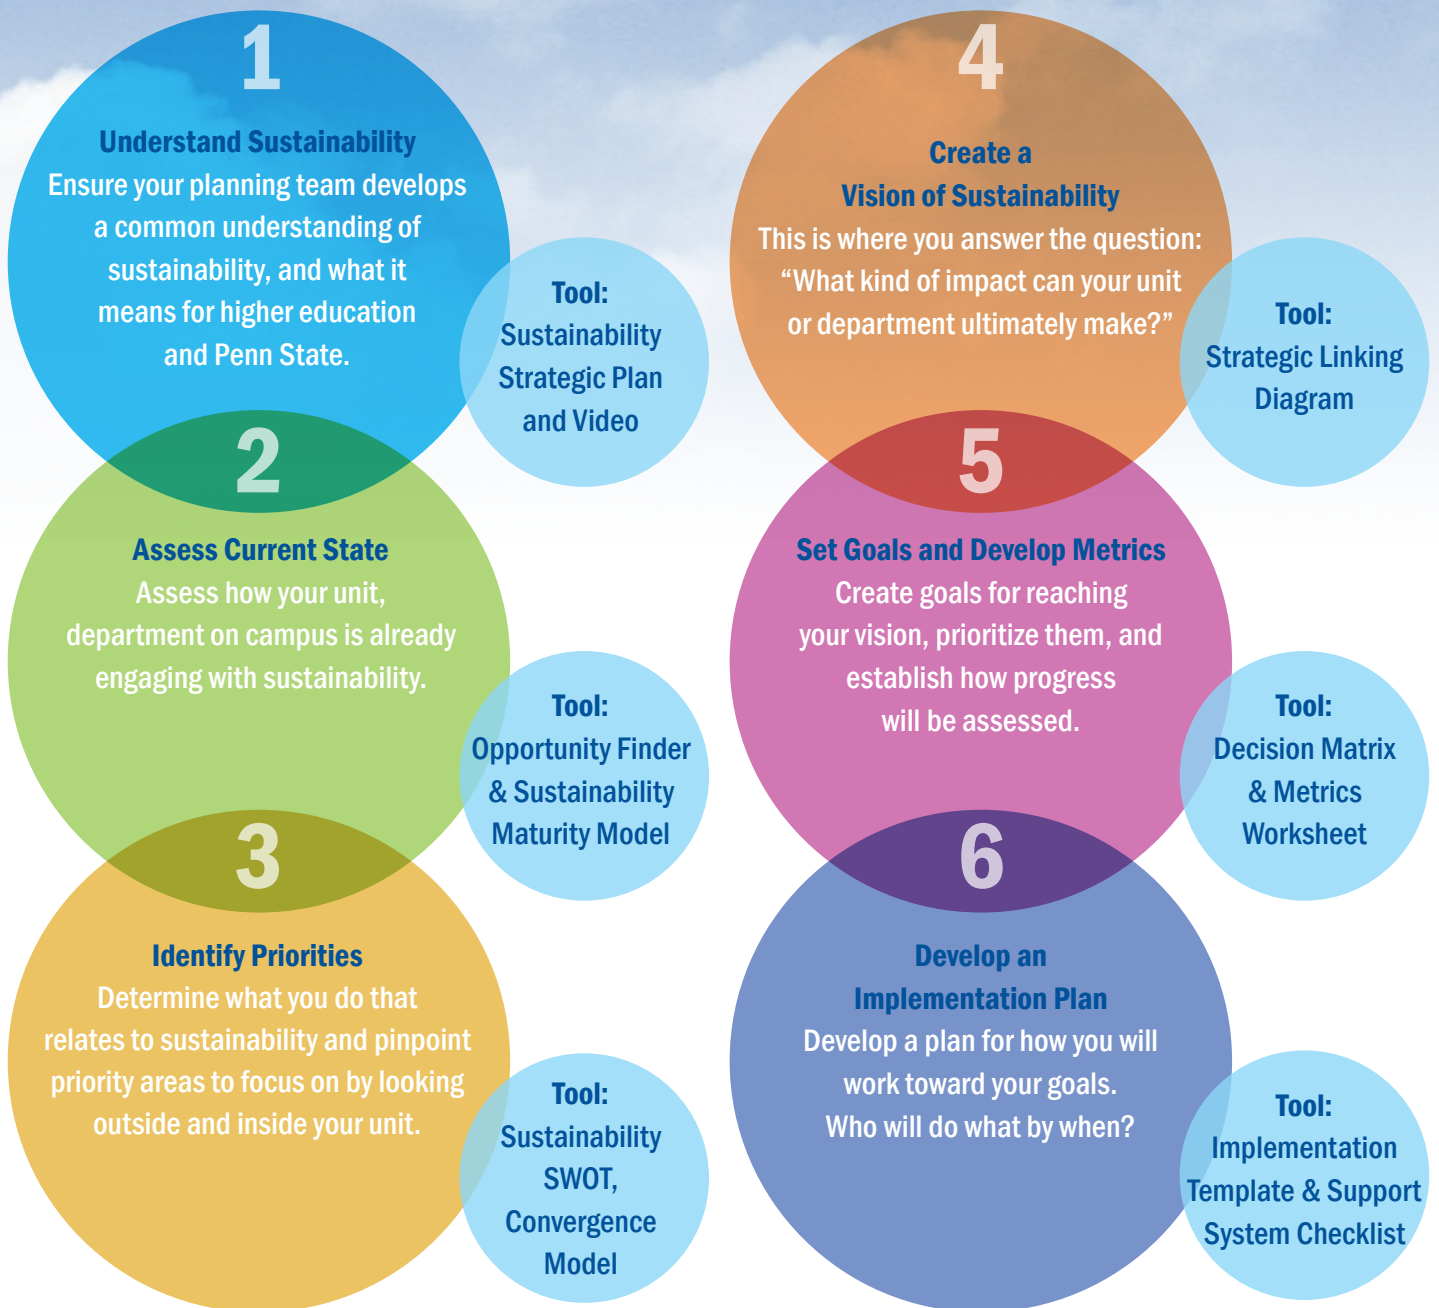 1
Understand Sustainability
Ensure your planning team develops
a common understanding of
sustainability, and what it
means for higher education
and Penn State.
Tool:
Sustainability
Strategic Plan
and Video
2
Assess Current State
Assess how your unit,
department on campus is already
engaging with sustainability.
Tool:
Opportunity Finder
& Sustainability
Maturity Model
3
Identify Priorities
Determine what you do that
relates to sustainability and pinpoint
priority areas to focus on by looking
outside and inside your unit.
Tool:
Sustainability
SWOT,
Convergence
Model
4
Create a
Vision of Sustainability
This is where you answer the question:
“What kind of impact can your unit
or department ultimately make?”
Tool:
Strategic Linking
Diagram
5
Set Goals and Develop Metrics
Create goals for reaching
your vision, prioritize them, and
establish how progress
will be assessed.
Tool:
Decision Matrix
& Metrics
Worksheet
6
Develop an
Implementation Plan
Develop a plan for how you will
work toward your goals.
Who will do what by when?
Tool:
Implementation
Template & Support
System Checklist